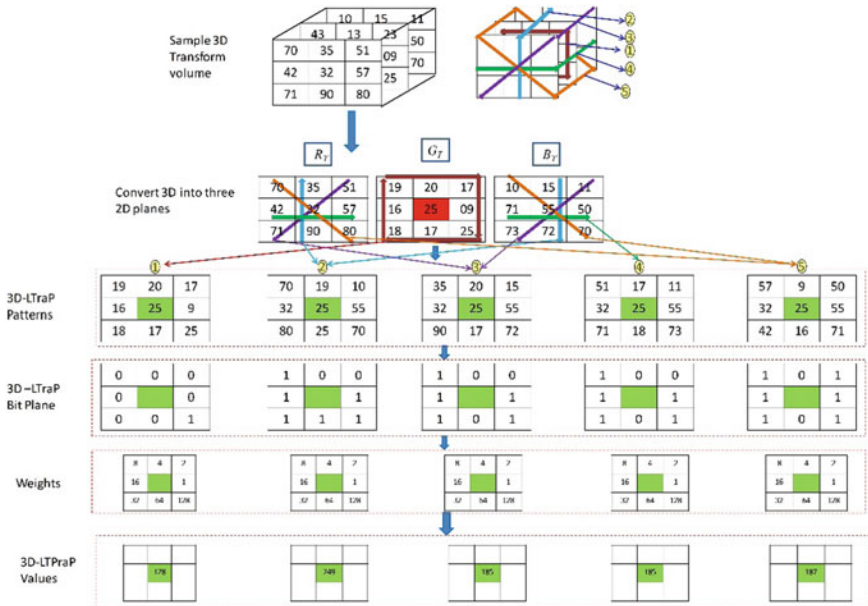 10 15 11
②
Sample 3D
Transform
volume
43 13 23
③
70 35 51
50
①
09
42 32 57
70
④
25
71 90 80
⑤
R_T
G_T
B_T
Convert 3D into three
2D planes
70 35 51 19 20 17 10 15 11
42 32 57 16 25 09 71 55 50
71 90 80 18 17 25 73 72 70
① ② ③ ④ ⑤
3D-LTraP
Patterns
19 20 17 70 19 10 35 20 15 51 17 11 57 9 50
16 25 9 32 25 55 32 25 55 32 25 55 32 25 55
18 17 25 80 25 70 90 17 72 71 18 73 42 16 71
3D –LTraP
Bit Plane
0 0 0 1 0 0 1 0 0 1 0 0 1 0 1
0 0 1 1 1 1 1 1 1 1
0 0 1 1 1 1 1 0 1 1 0 1 1 0 1
Weights
8 4 2 8 4 2 8 4 2 8 4 2 8 4 2
16 1 16 1 16 1 16 1 16 1
32 64 128 32 64 128 32 64 128 32 64 128 32 64 128
3D-LTPraP
Values
249 185 185 187